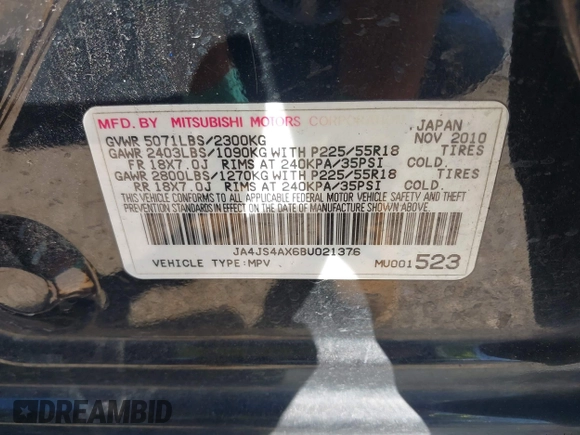 MFD.BY MITSUBISHI MOTORS CORPORATION
JAPAN
GVWR 5071LBS/2300KG
NOV 2010
GAWR 2403LBS/1090KG WITH P225/55R18 TIRES
FR 18X7.0J RIMS AT 240KPA/35PSI COLD.
GAWR 2800LBS/1270KG WITH P225/55R18 TIRES
RR 18X7.0J RIMS AT 240KPA/35PSI COLD.
THIS VEHICLE CONFORMS TO ALL APPLICABLE FEDERAL MOTOR VEHICLE SAFETY AND
THEFT PREVENTION STANDARDS IN EFFECT ON THE DATE OF MANUFACTURE SHOWN ABOVE.
JA4JS4AX6BU021376
VEHICLE TYPE:MPV
MU001523
DREAMBID